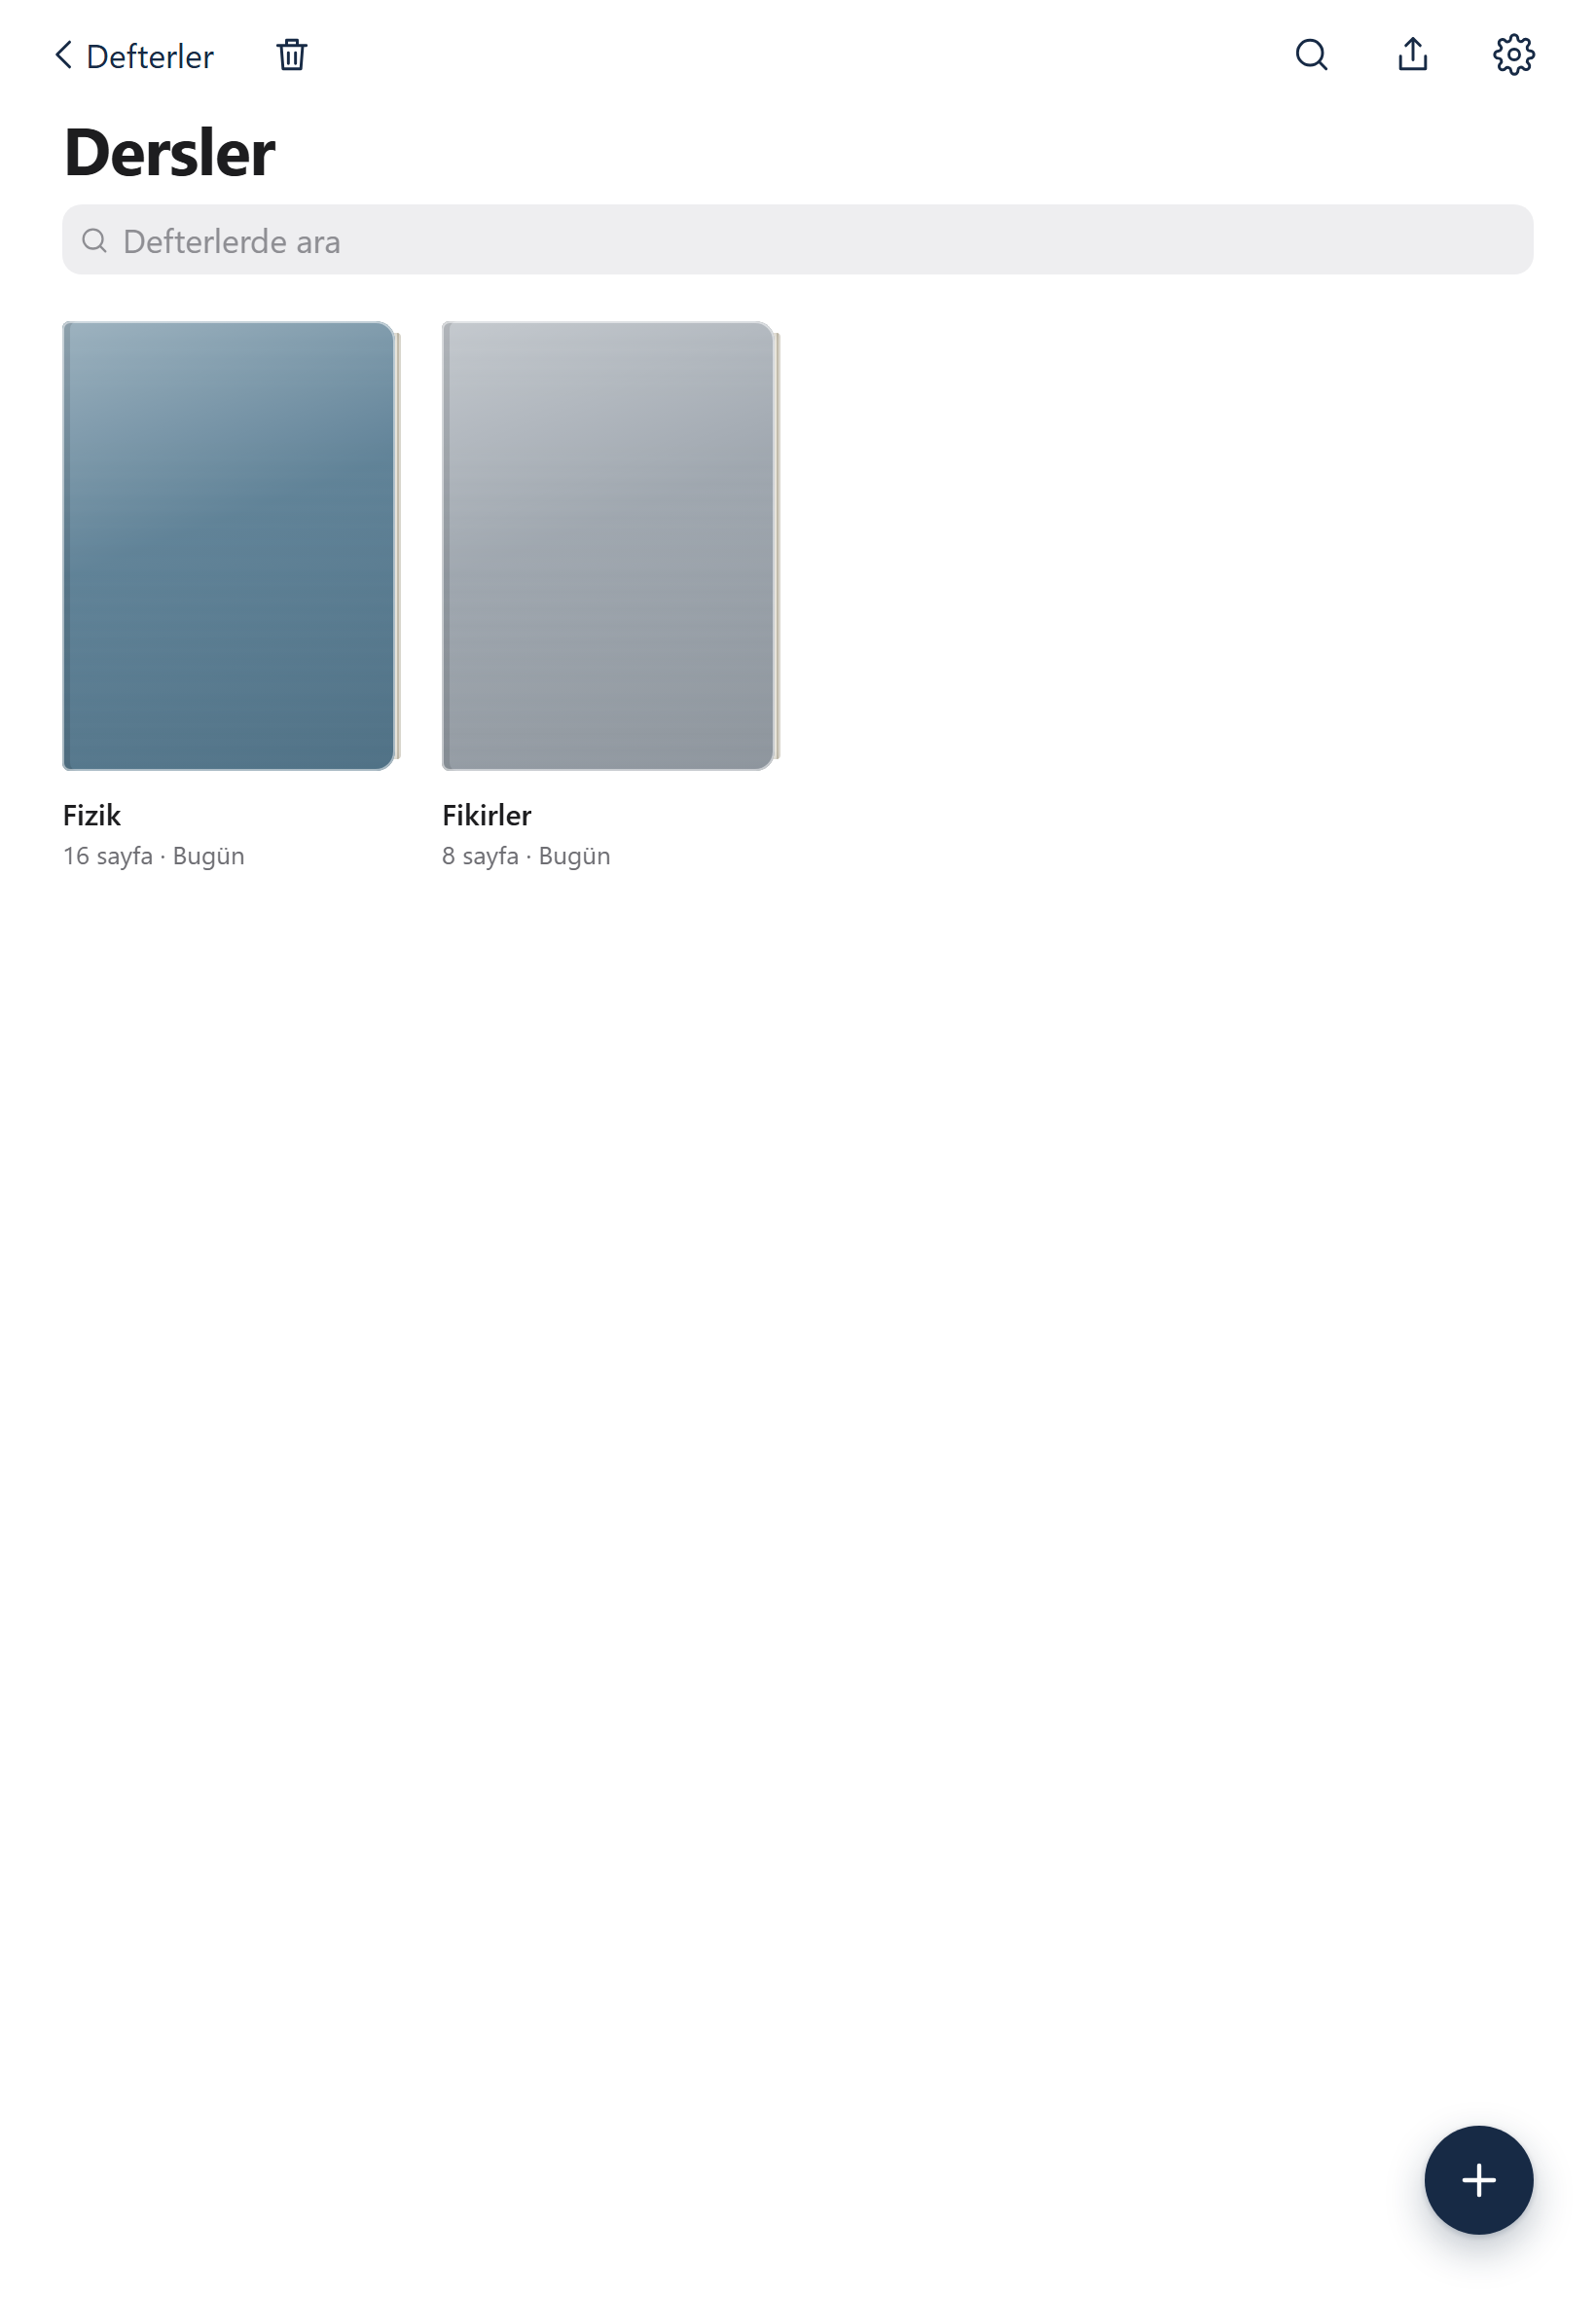 Defterler
Dersler
Defterlerde ara
Fizik
16 sayfa · Bugün
Fikirler
8 sayfa · Bugün